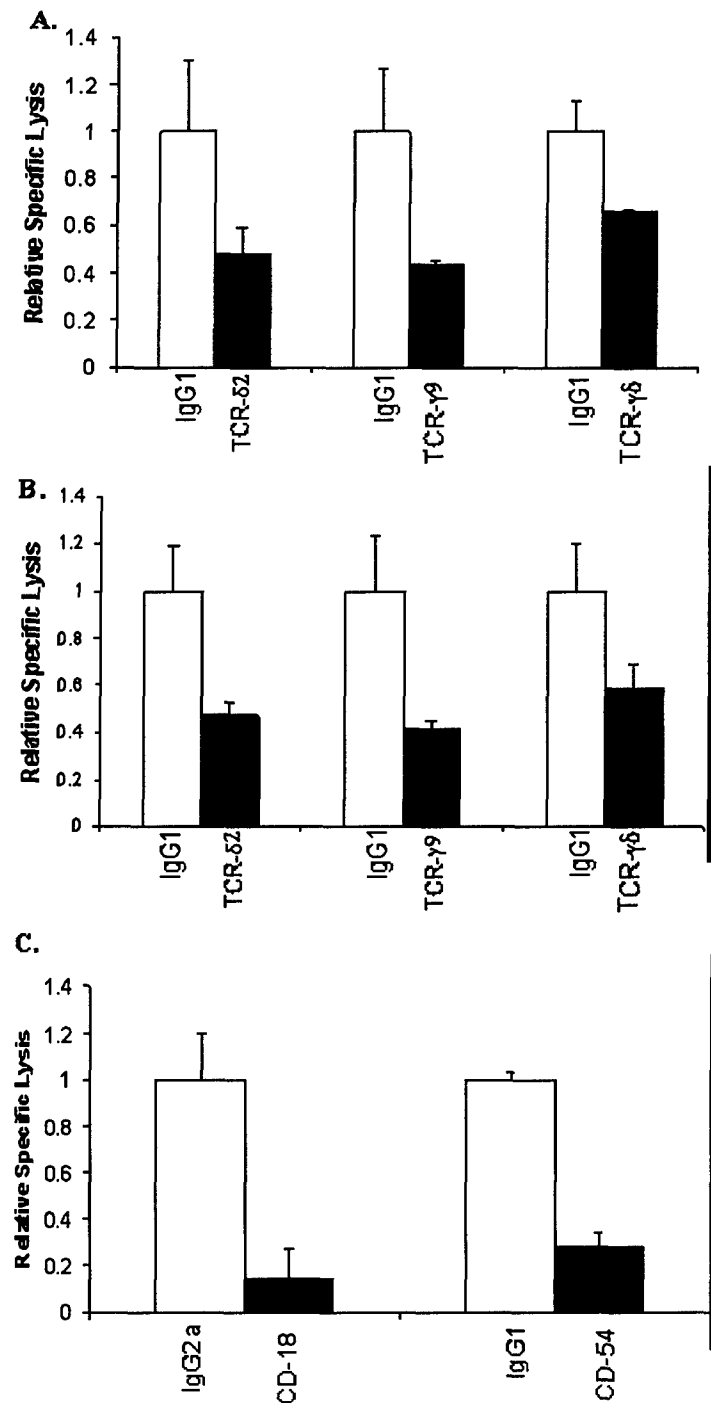 A.
Relative Specific Lysis
1.4
1.2
1
0.8
0.6
0.4
0.2
0
IgG1
TCR-δ2
IgG1
TCR-γ9
IgG1
TCR-γδ
B.
Relative Specific Lysis
1.4
1.2
1
0.8
0.6
0.4
0.2
0
IgG1
TCR-δ2
IgG1
TCR-γ9
IgG1
TCR-γδ
C.
Relative Specific Lysis
1.4
1.2
1
0.8
0.6
0.4
0.2
0
IgG2a
CD-18
IgG1
CD-54